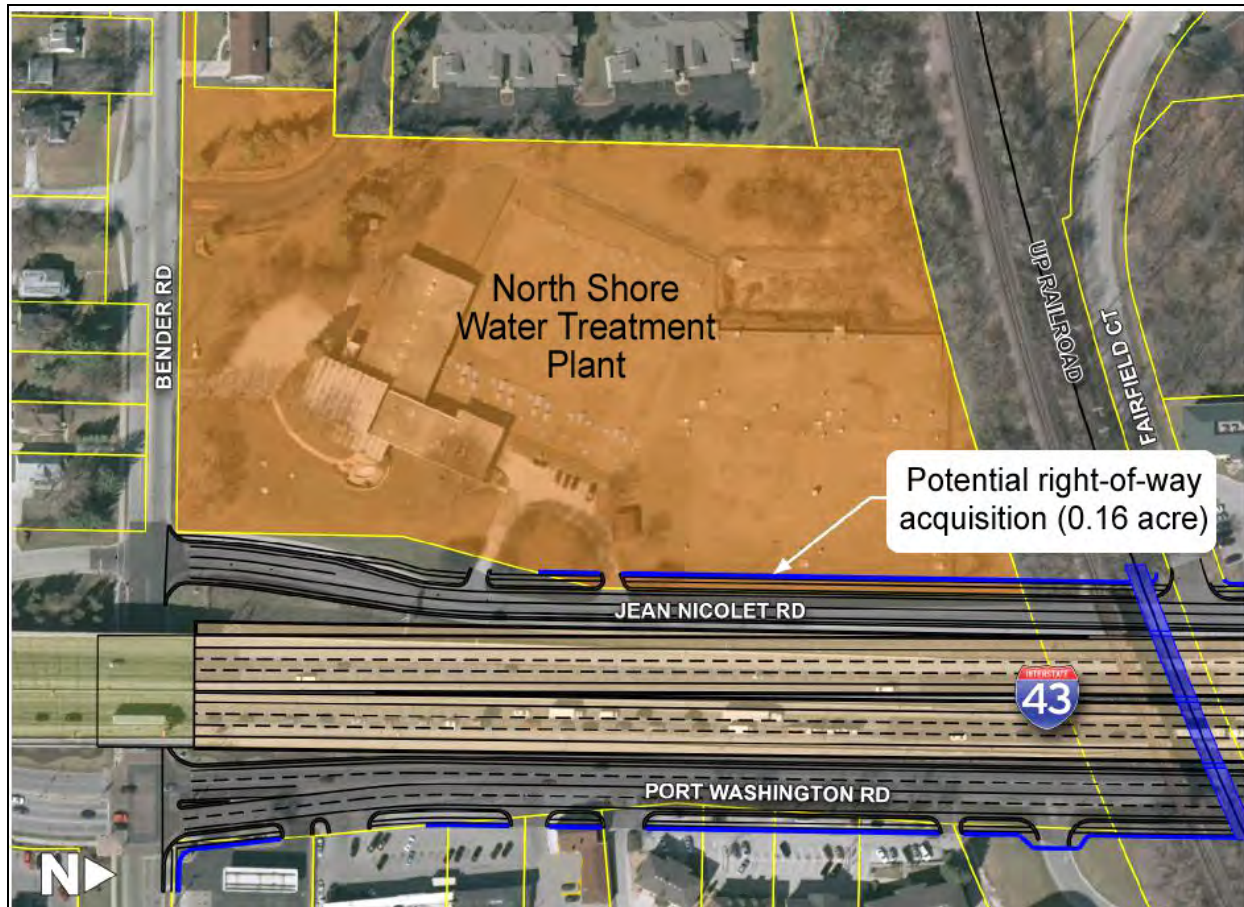 BENDER RD
North Shore
Water Treatment
Plant
UP RAILROAD
FAIRFIELD CT
Potential right-of-way
acquisition (0.16 acre)
JEAN NICOLET RD
INTERSTATE
43
PORT WASHINGTON RD
N